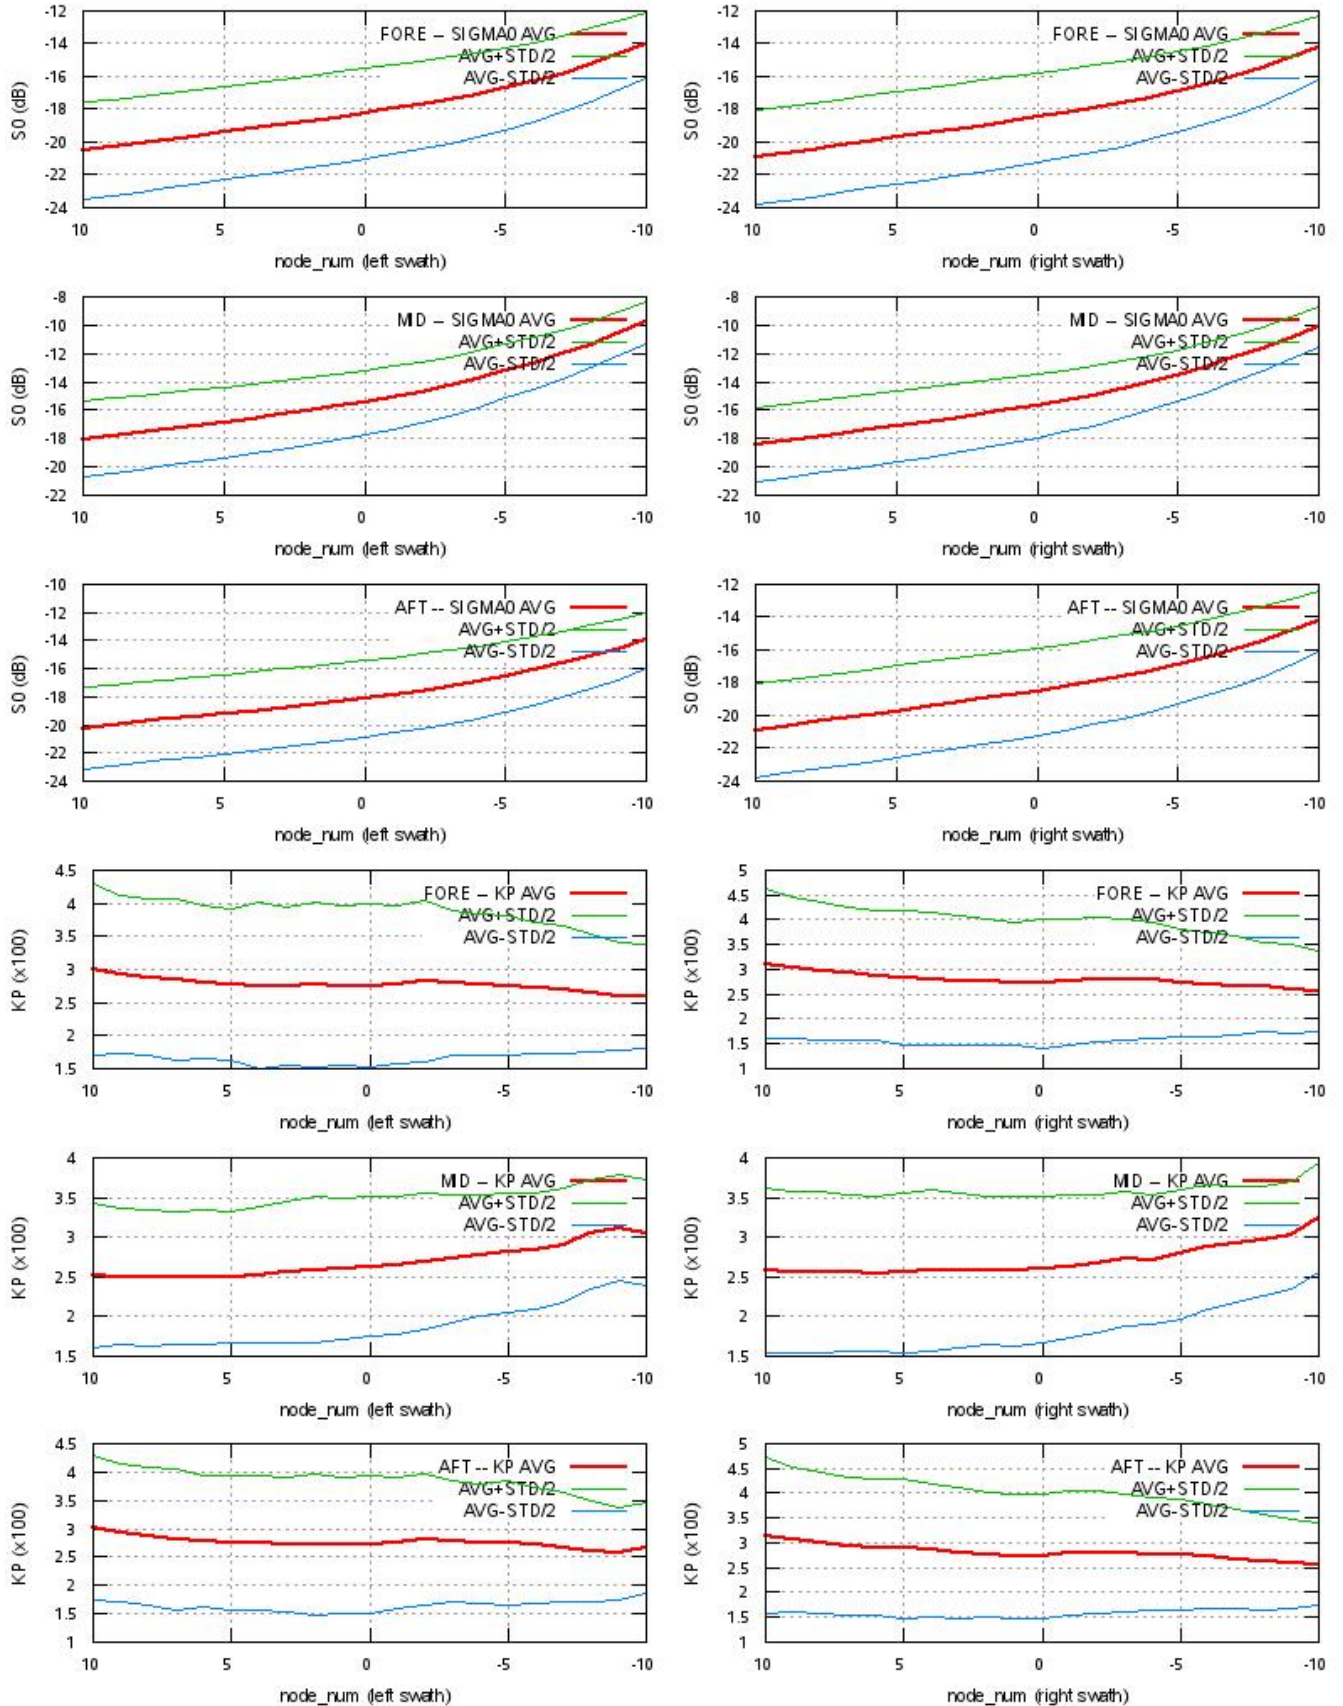 -12
FORE -- SIGMA0 AVG
-14
AVG+STD/2
-16
AVG-STD/2
-18
-20
-22
-24
S0 (dB)
10 5 0 -5 -10
node_num (left swath)
-12
FORE -- SIGMA0 AVG
-14
AVG+STD/2
-16
AVG-STD/2
-18
-20
-22
-24
S0 (dB)
10 5 0 -5 -10
node_num (right swath)
-8
MID -- SIGMA0 AVG
-10
AVG+STD/2
-12
AVG-STD/2
-14
-16
-18
-20
-22
S0 (dB)
10 5 0 -5 -10
node_num (left swath)
-8
MID -- SIGMA0 AVG
-10
AVG+STD/2
-12
AVG-STD/2
-14
-16
-18
-20
-22
S0 (dB)
10 5 0 -5 -10
node_num (right swath)
-10
AFT -- SIGMA0 AVG
-12
AVG+STD/2
-14
AVG-STD/2
-16
-18
-20
-22
-24
S0 (dB)
10 5 0 -5 -10
node_num (left swath)
-12
AFT -- SIGMA0 AVG
-14
AVG+STD/2
-16
AVG-STD/2
-18
-20
-22
-24
S0 (dB)
10 5 0 -5 -10
node_num (right swath)
4.5
FORE -- KP AVG
4
AVG+STD/2
3.5
AVG-STD/2
3
2.5
2
1.5
KP (x100)
10 5 0 -5 -10
node_num (left swath)
5
FORE -- KP AVG
4.5
4
AVG+STD/2
3.5
AVG-STD/2
3
2.5
2
1.5
1
KP (x100)
10 5 0 -5 -10
node_num (right swath)
4
MID -- KP AVG
3.5
AVG+STD/2
3
AVG-STD/2
2.5
2
1.5
KP (x100)
10 5 0 -5 -10
node_num (left swath)
4
MID -- KP AVG
3.5
AVG+STD/2
3
AVG-STD/2
2.5
2
1.5
KP (x100)
10 5 0 -5 -10
node_num (right swath)
4.5
AFT -- KP AVG
4
AVG+STD/2
3.5
AVG-STD/2
3
2.5
2
1.5
1
KP (x100)
10 5 0 -5 -10
node_num (left swath)
5
AFT -- KP AVG
4.5
4
AVG+STD/2
3.5
AVG-STD/2
3
2.5
2
1.5
1
KP (x100)
10 5 0 -5 -10
node_num (right swath)